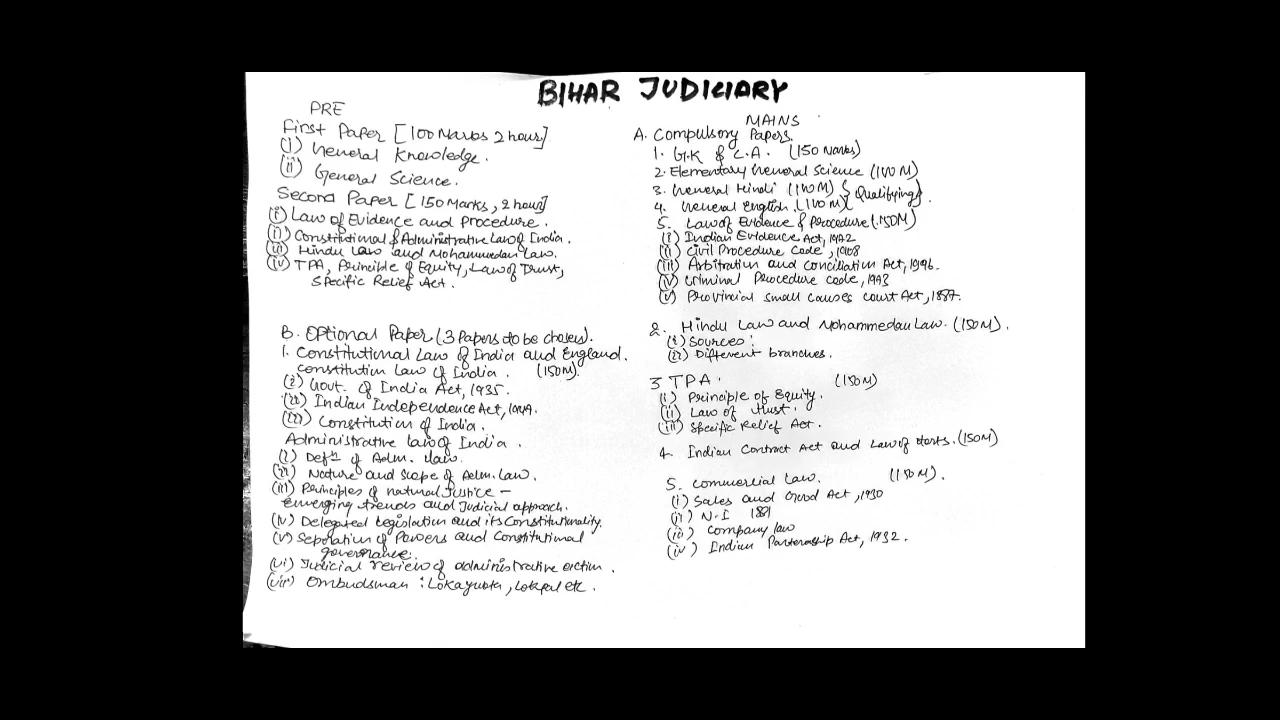 BIHAR JUDICIARY
PRE
First Paper [100 Marks 2 hour]
(i) General Knowledge.
(ii) General Science.
Second Paper [150 Marks, 2 hour]
(i) Law of Evidence and Procedure.
(ii) Constitutional & Administrative Law of India.
(iii) Hindu Law and Mohammedan Law.
(iv) TPA, Principle of Equity, Law of Trust,
Specific Relief Act.
MAINS
A. Compulsory Papers.
1. G.K & C.A. (150 Marks)
2. Elementary General Science (100 M)
3. General Hindi (100 M) } Qualifying
4. General English (100 M)
5. Law of Evidence & Procedure (150M)
(i) Indian Evidence Act,
(ii) Civil Procedure Code, 1908
(iii) Arbitration and conciliation Act, 1996.
(iv) Criminal Procedure code, 1973
(v) Provincial small causes court Act, 1887.
B. Optional Paper (3 Papers to be chosen).
1. Constitutional Law of India and England.
constitution Law of India. (150M)
(i) Govt. of India Act, 1935.
(ii) Indian Independence Act,
(iii) Constitution of India.
Administrative law of India.
(i) Defn of Adm. law.
(ii) Nature and Scope of Adm. Law.
(iii) Principles of natural Justice -
emerging trends and Judicial approach.
(iv) Delegated legislation and its Constitutionality.
(v) Separation of Powers and Constitutional
governance.
(vi) Judicial review of administrative action.
(vii) Ombudsman : Lokayukta, Lokpal etc.
2. Hindu Law and Mohammedan Law. (150M).
(i) Sources:
(ii) Different branches.
3 TPA. (150M)
(i) Principle of Equity.
(ii) Law of trust.
(iii) Specific Relief Act.
4. Indian Contract Act and Law of torts. (150M)
5. Commercial Law. (150M).
(i) Sales and Good Act, 1930
(ii) N.I 1881
(iii) Company law
(iv) Indian Partnership Act, 1932.